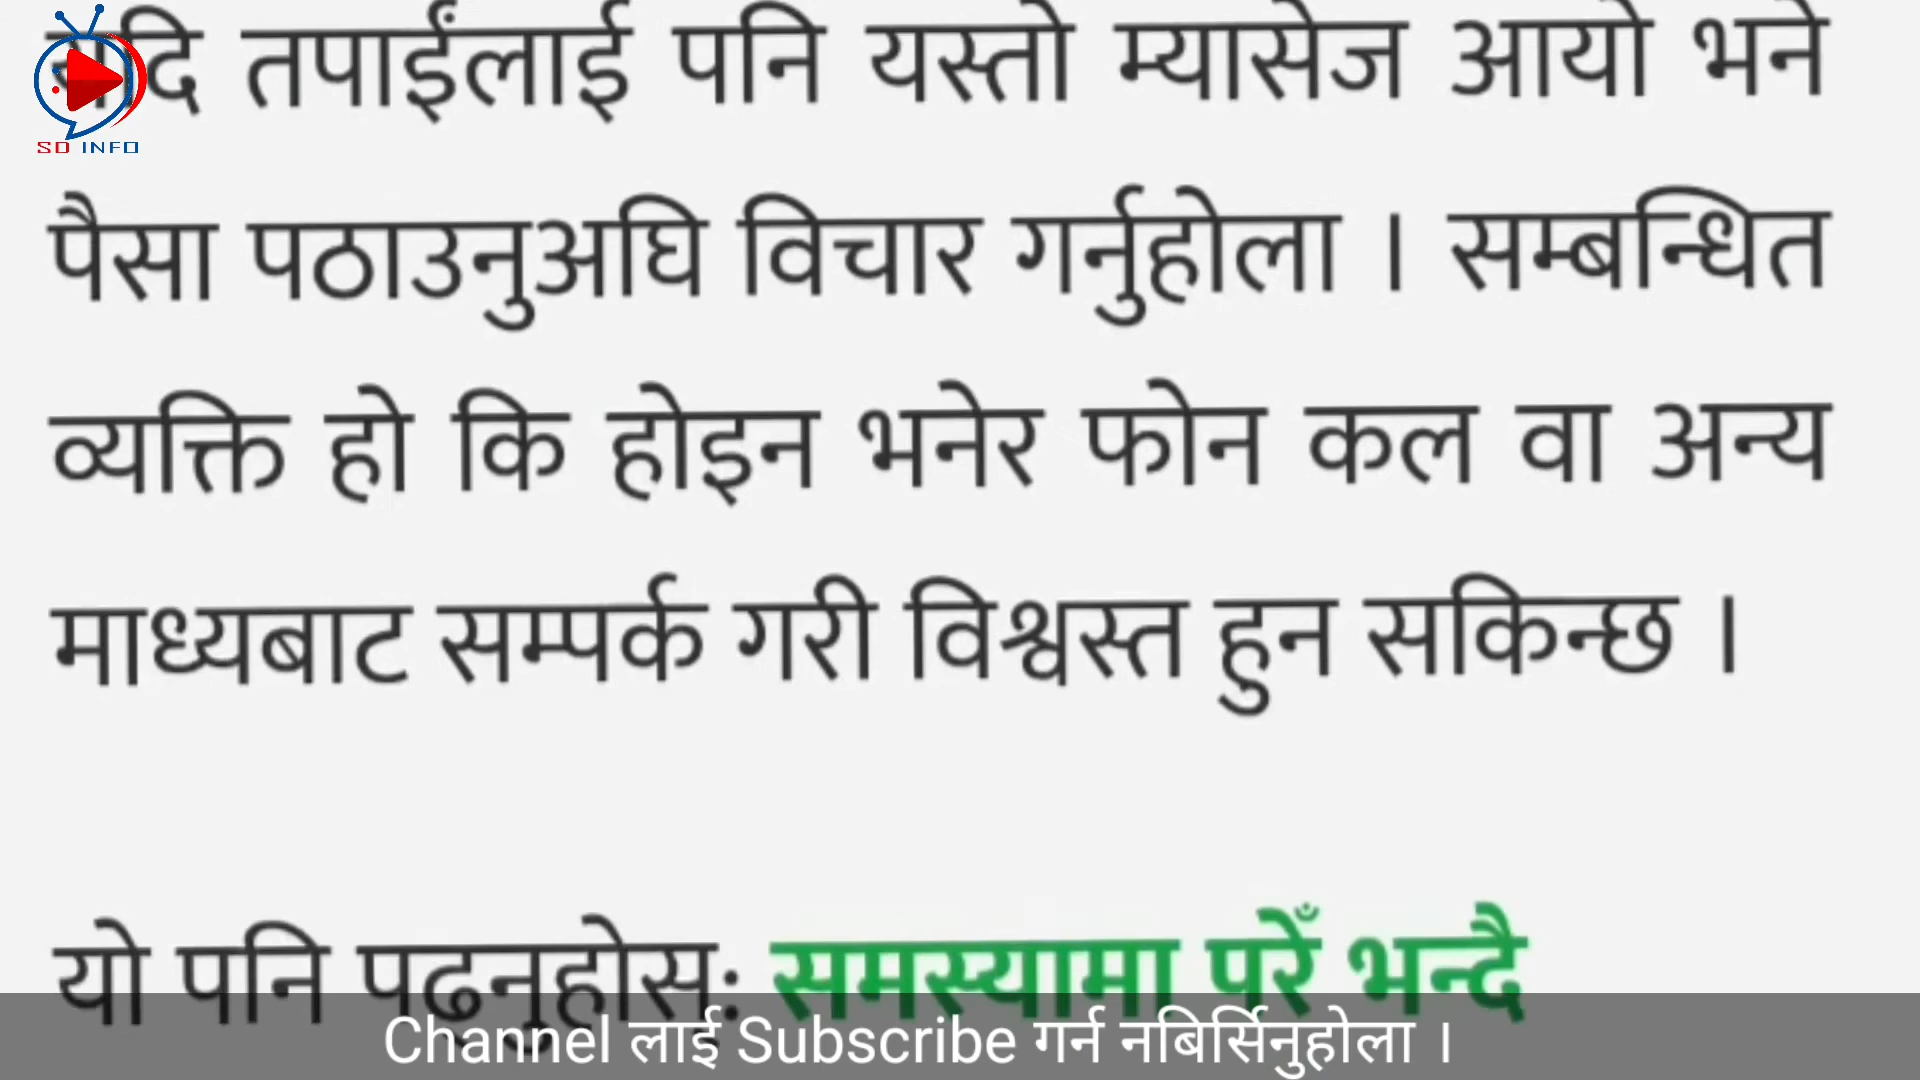 यदि तपाईंलाई पनि यस्तो म्यासेज आयो भने
SD INFO
पैसा पठाउनुअघि विचार गर्नुहोला । सम्बन्धित
व्यक्ति हो कि होइन भनेर फोन कल वा अन्य
माध्यबाट सम्पर्क गरी विश्वस्त हुन सकिन्छ ।
यो पनि पढ्नुहोस्: समस्यामा परेँ भन्दै
Channel लाई Subscribe गर्न नबिर्सिनुहोला ।